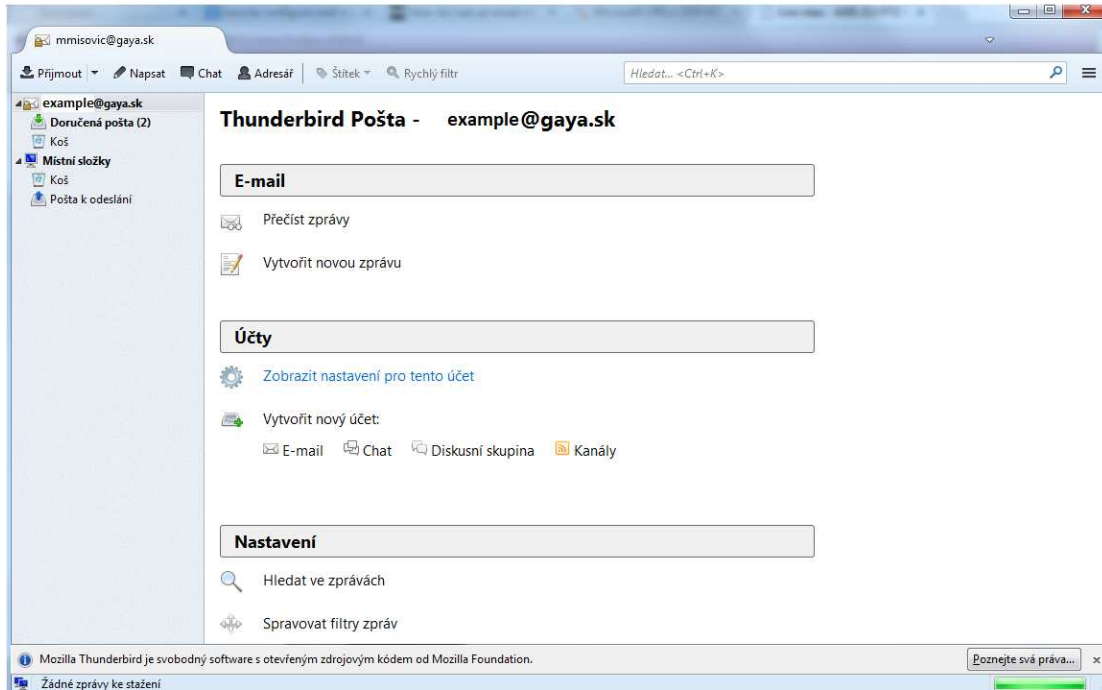 mmisovic@gaya.sk
Přijmout Napsat Chat Adresář Štítek Rychlý filtr Hledat... <Ctrl+K>
example@gaya.sk
Doručená pošta (2)
Koš
Místní složky
Koš
Pošta k odeslání
Thunderbird Pošta - example@gaya.sk
E-mail
Přečíst zprávy
Vytvořit novou zprávu
Účty
Zobrazit nastavení pro tento účet
Vytvořit nový účet:
E-mail Chat Diskusní skupina Kanály
Nastavení
Hledat ve zprávách
Spravovat filtry zpráv
Mozilla Thunderbird je svobodný software s otevřeným zdrojovým kódem od Mozilla Foundation. Poznejte svá práva... x
Žádné zprávy ke stažení